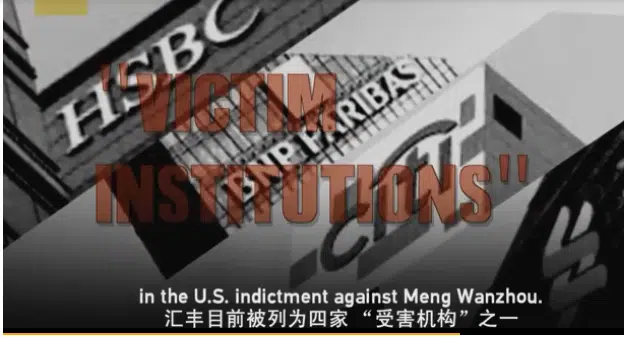 HSBC
BNP PARIBAS
citi
"VICTIM
INSTITUTIONS"
in the U.S. indictment against Meng Wanzhou.
汇丰目前被列为四家“受害机构”之一